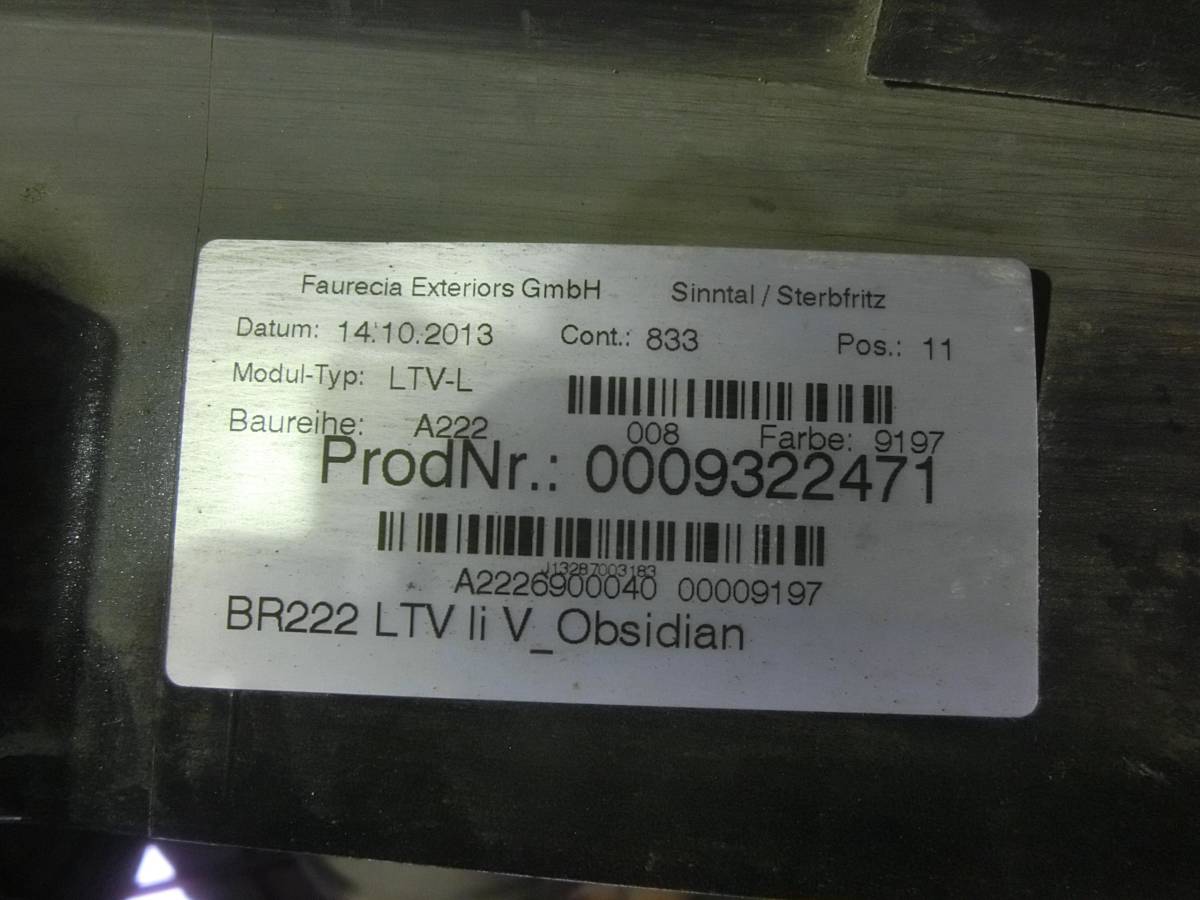 Faurecia Exteriors GmbH Sinntal / Sterbfritz
Datum: 14.10.2013 Cont.: 833 Pos.: 11
Modul-Typ: LTV-L
Baureihe: A222 008 Farbe: 9197
ProdNr.: 0009322471
J13287003183
A2226900040 00009197
BR222 LTV li V_Obsidian